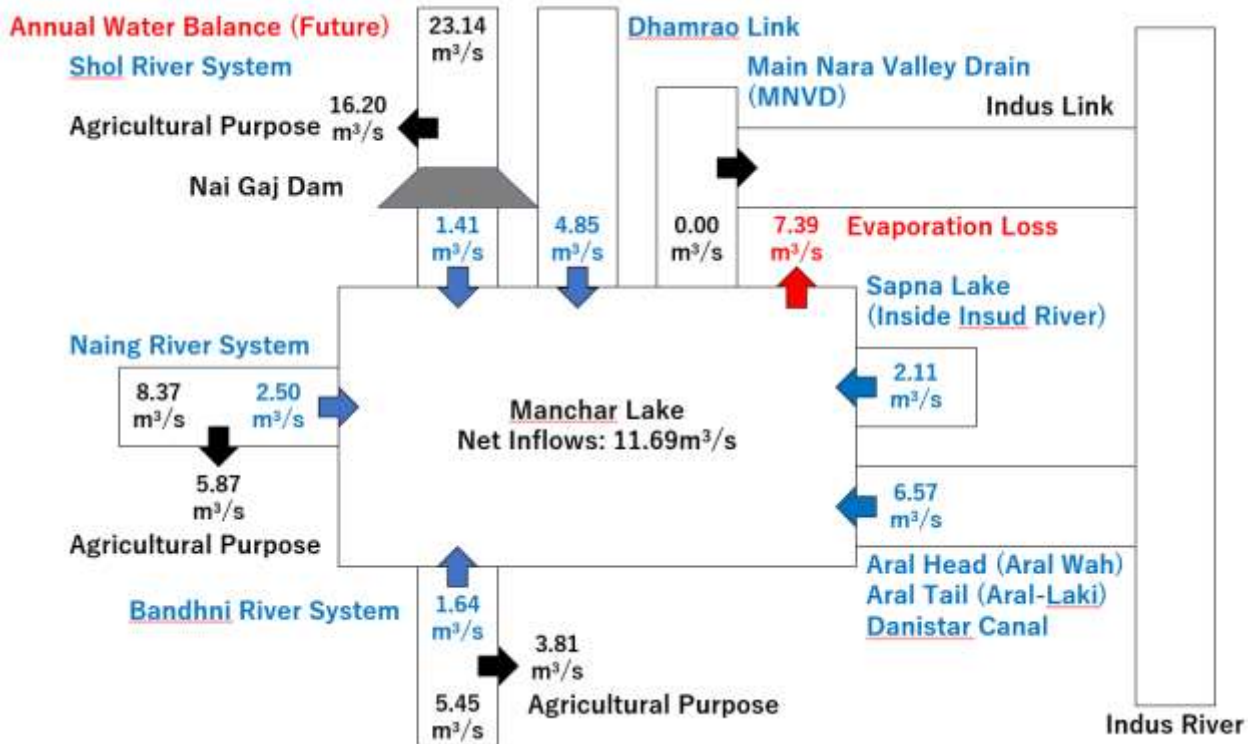 Annual Water Balance (Future)
Shol River System
23.14
m³/s
16.20
m³/s
Agricultural Purpose
Nai Gaj Dam
1.41
m³/s
Dhamrao Link
4.85
m³/s
Main Nara Valley Drain
(MNVD)
Indus Link
0.00
m³/s
7.39
m³/s
Evaporation Loss
Sapna Lake
(Inside Insud River)
2.11
m³/s
Naing River System
8.37
m³/s
2.50
m³/s
5.87
m³/s
Agricultural Purpose
Manchar Lake
Net Inflows: 11.69m³/s
6.57
m³/s
Aral Head (Aral Wah)
Aral Tail (Aral-Laki)
Danistar Canal
Bandhni River System
1.64
m³/s
3.81
m³/s
Agricultural Purpose
5.45
m³/s
Indus River